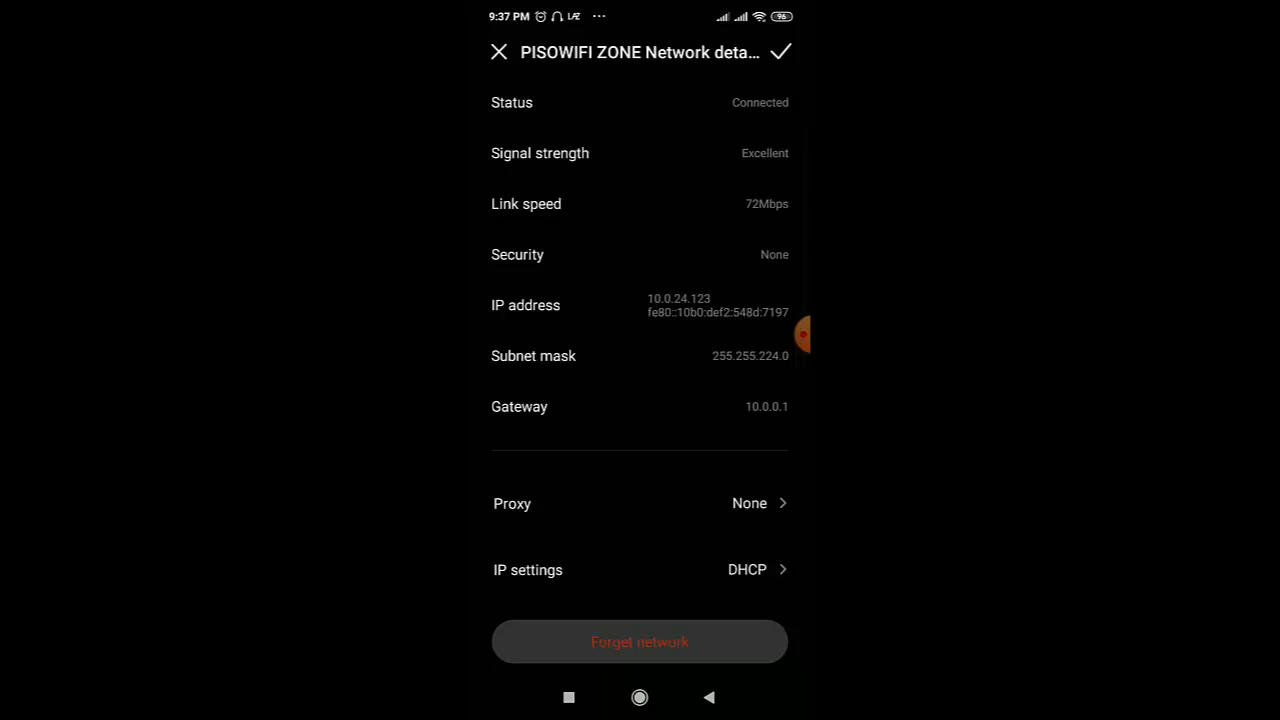 9:37 PM LAZ ... 96
PISOWIFI ZONE Network deta...
Status Connected
Signal strength Excellent
Link speed 72Mbps
Security None
IP address 10.0.24.123
fe80::10b0:def2:548d:7197
Subnet mask 255.255.224.0
Gateway 10.0.0.1
Proxy None
IP settings DHCP
Forget network